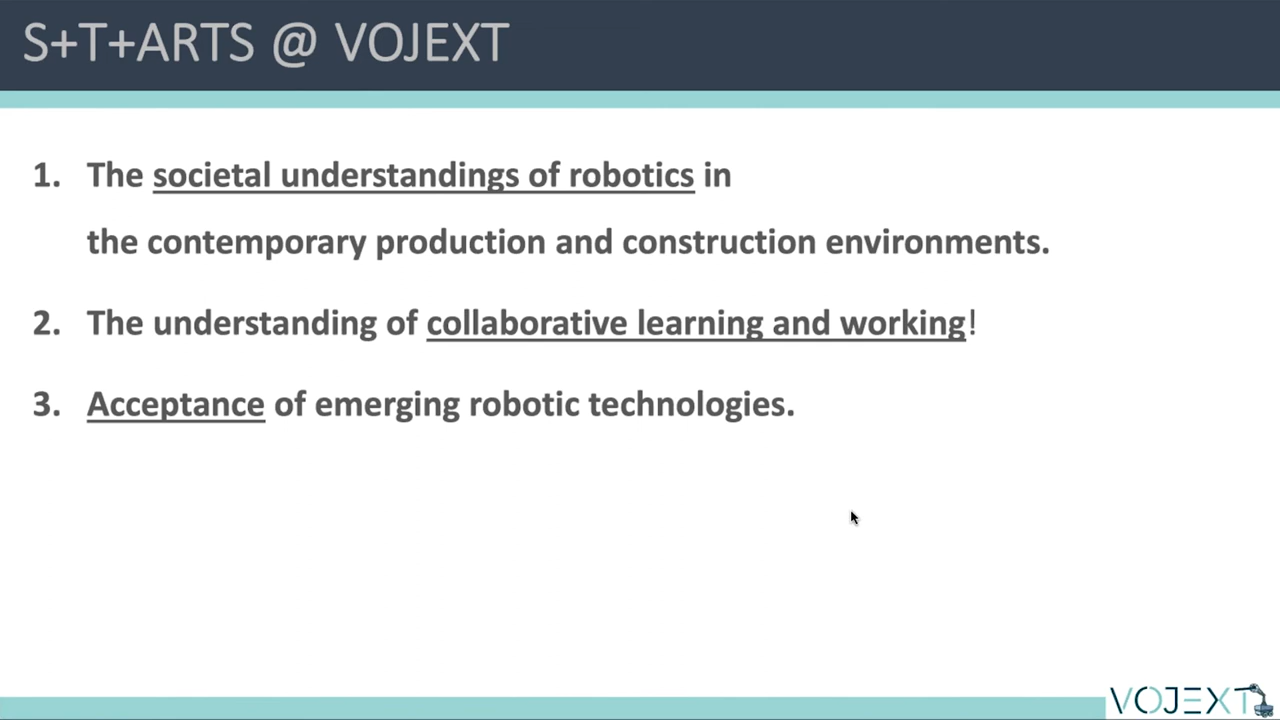 S+T+ARTS @ VOJEXT
1. The societal understandings of robotics in
the contemporary production and construction environments.
2. The understanding of collaborative learning and working!
3. Acceptance of emerging robotic technologies.
VOJEXT